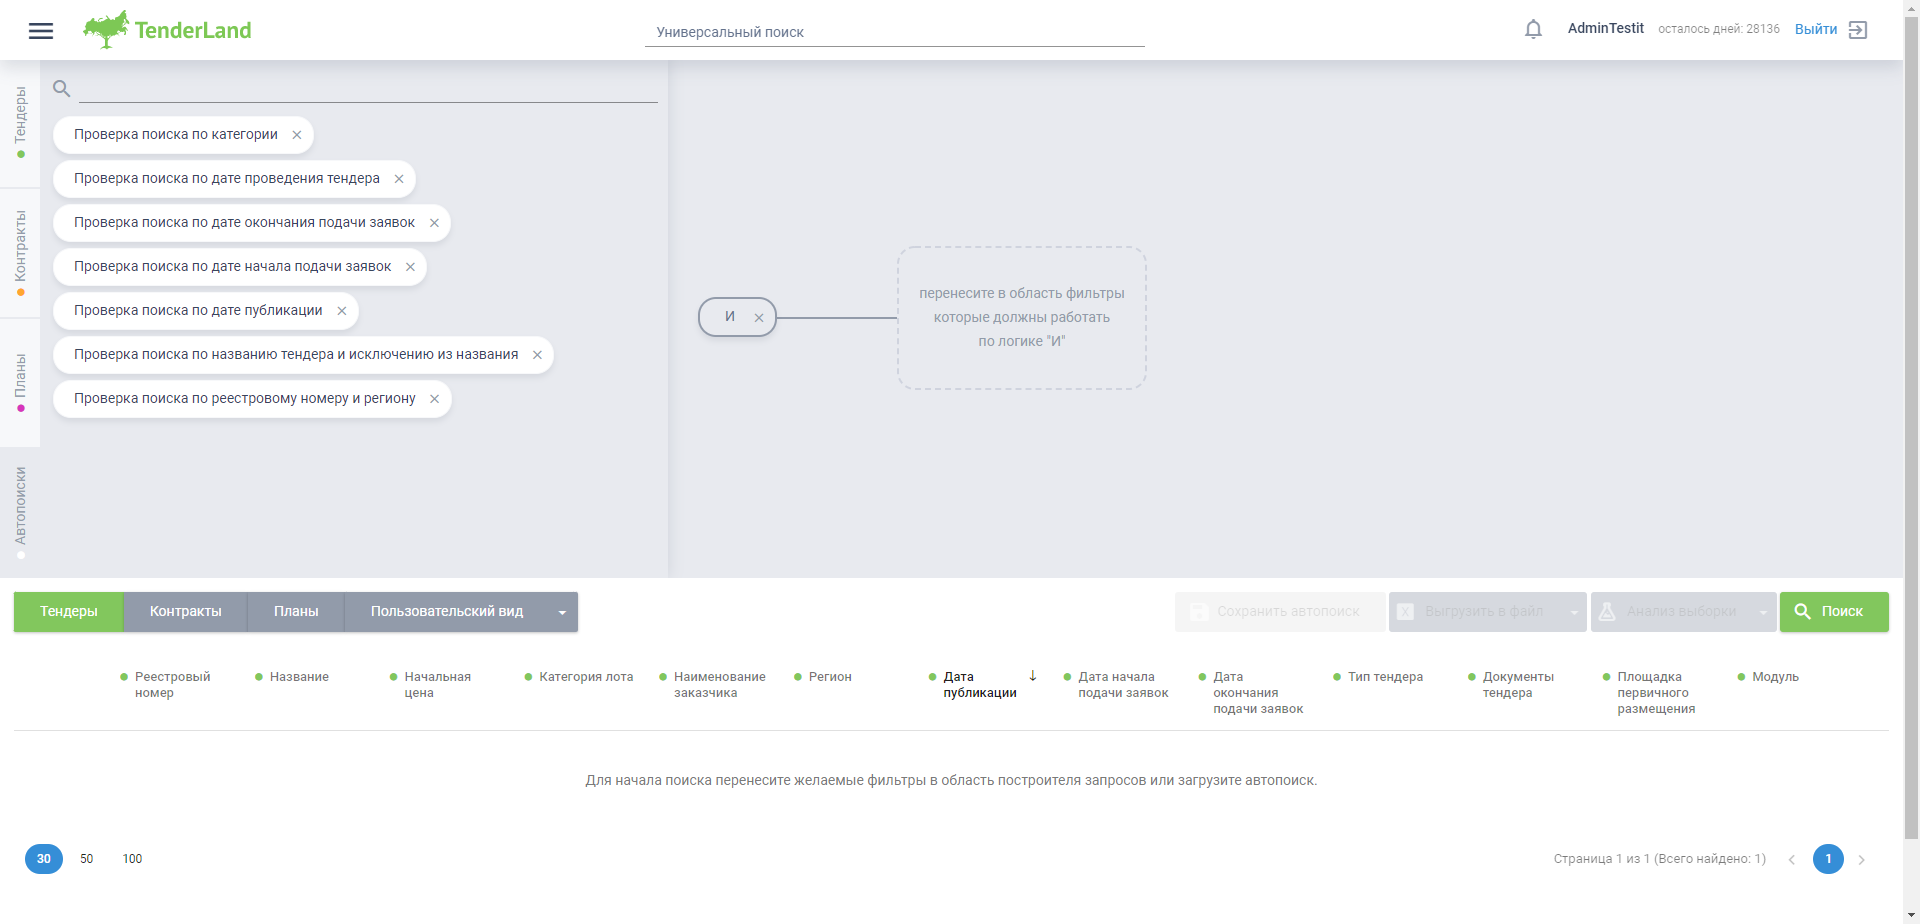 TenderLand
Универсальный поиск
AdminTestit
осталось дней: 28136
Выйти
Тендеры
Контракты
Планы
Автопоиски
Проверка поиска по категории
Проверка поиска по дате проведения тендера
Проверка поиска по дате окончания подачи заявок
Проверка поиска по дате начала подачи заявок
Проверка поиска по дате публикации
Проверка поиска по названию тендера и исключению из названия
Проверка поиска по реестровому номеру и региону
И
перенесите в область фильтры
которые должны работать
по логике "И"
Тендеры
Контракты
Планы
Пользовательский вид
Сохранить автопоиск
Выгрузить в файл
Анализ выборки
Поиск
Реестровый
номер
Название
Начальная
цена
Категория лота
Наименование
заказчика
Регион
Дата
публикации
Дата начала
подачи заявок
Дата
окончания
подачи заявок
Тип тендера
Документы
тендера
Площадка
первичного
размещения
Модуль
Для начала поиска перенесите желаемые фильтры в область построителя запросов или загрузите автопоиск.
30
50
100
Страница 1 из 1 (Всего найдено: 1)
1